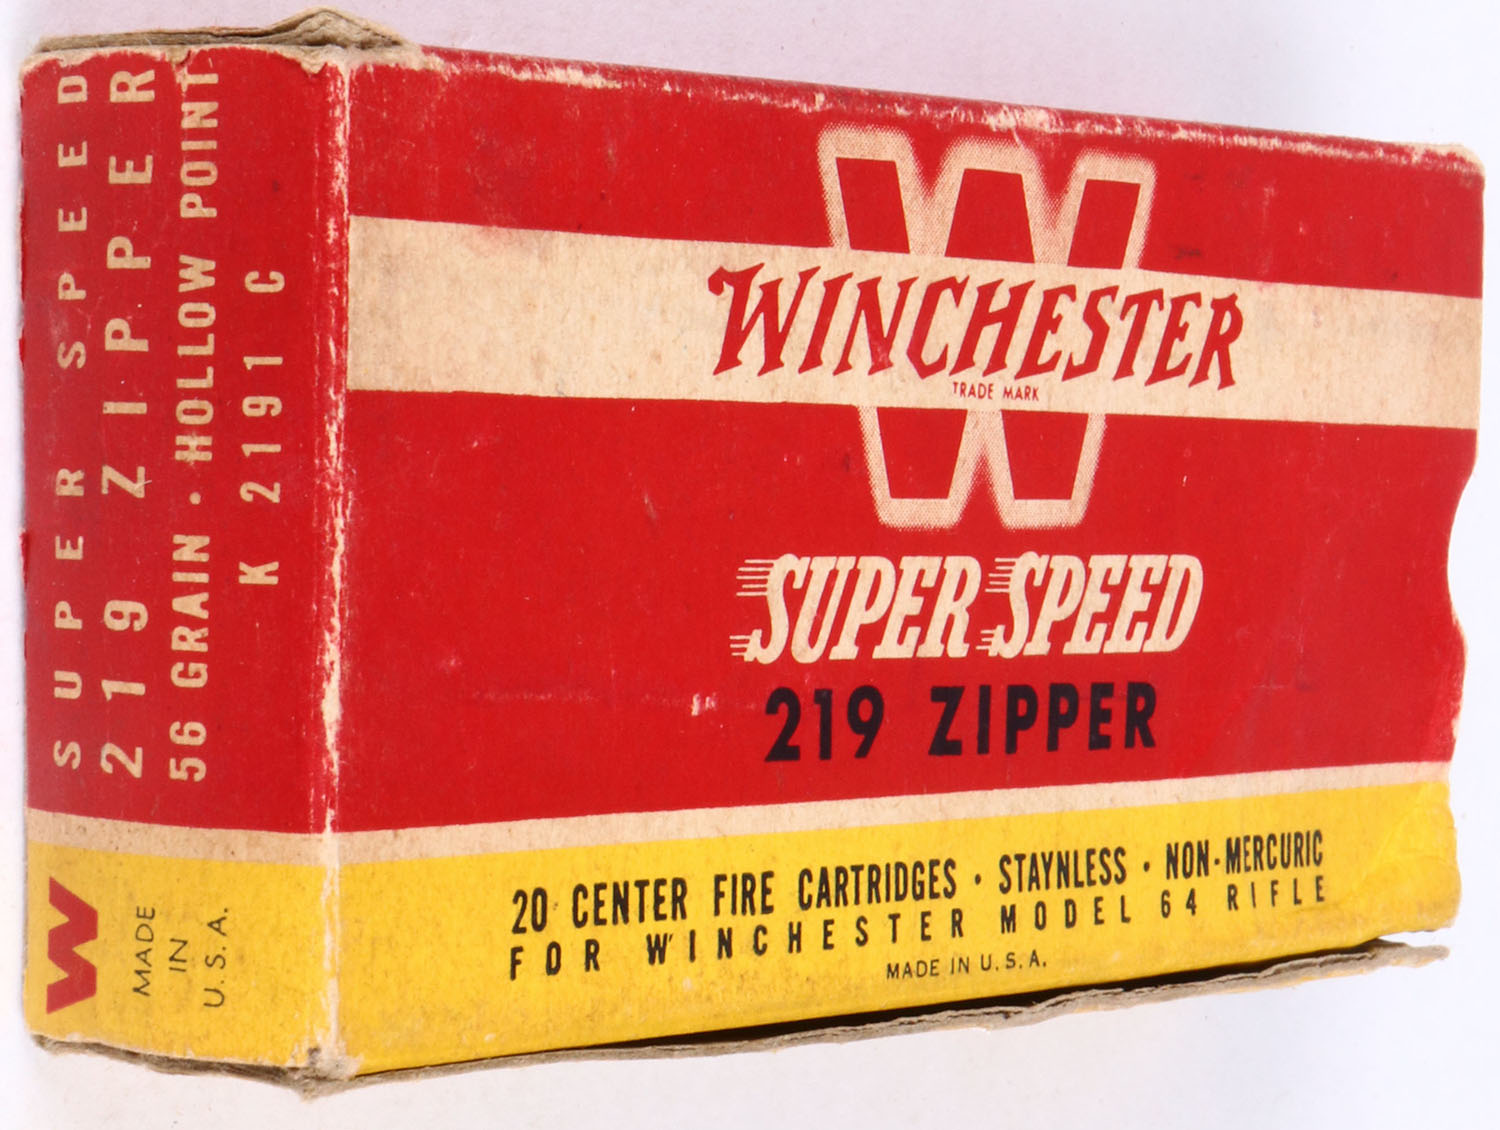 SUPER SPEED
219 ZIPPER
56 GRAIN · HOLLOW POINT
K 2191 C
W
MADE
IN
U.S.A.
W
WINCHESTER
TRADE MARK
SUPER SPEED
219 ZIPPER
20 CENTER FIRE CARTRIDGES · STAYNLESS · NON-MERCURIC
FOR WINCHESTER MODEL 64 RIFLE
MADE IN U.S.A.